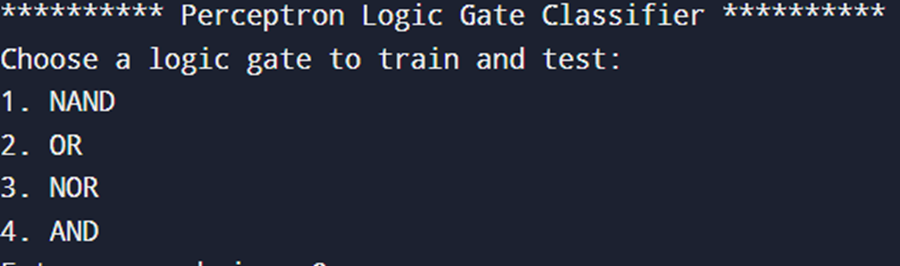 ********** Perceptron Logic Gate Classifier **********
Choose a logic gate to train and test:
1. NAND
2. OR
3. NOR
4. AND